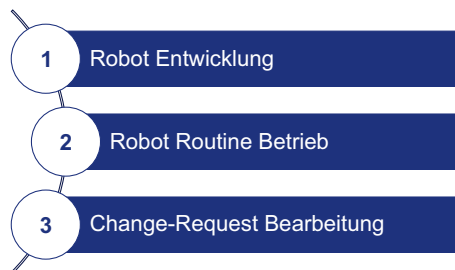 1 Robot Entwicklung
2 Robot Routine Betrieb
3 Change-Request Bearbeitung